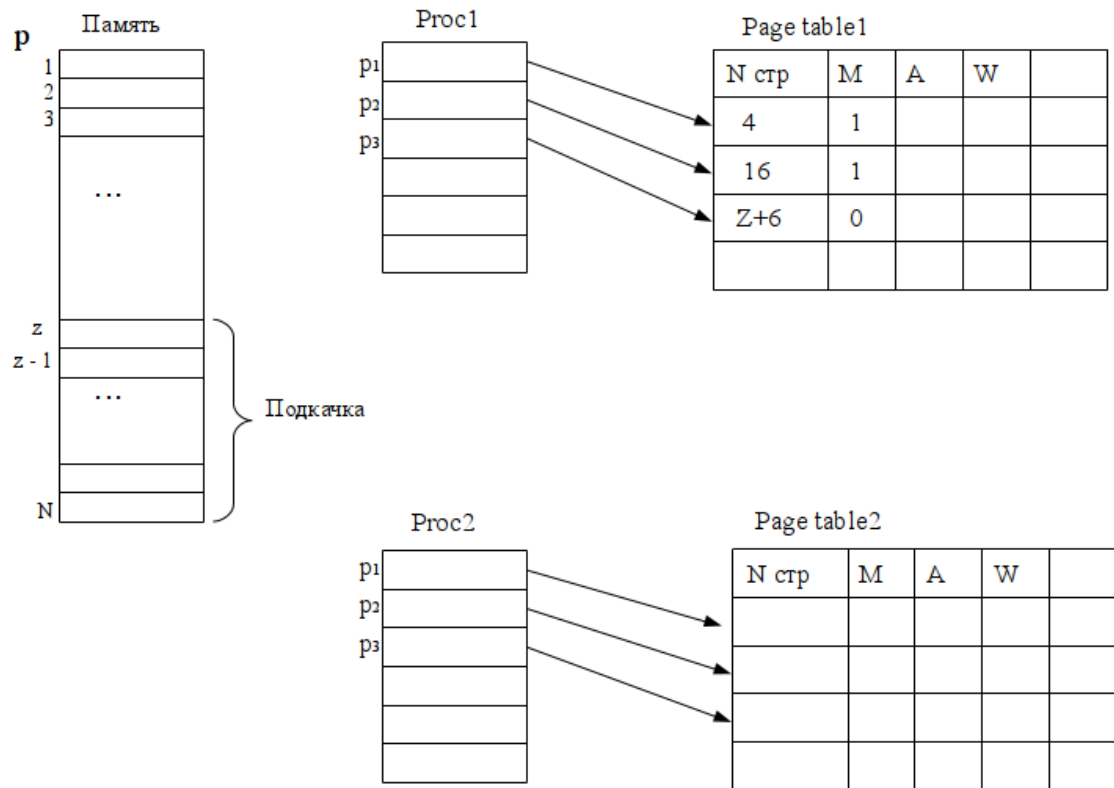 p
Память
1
2
3
...
z
z - 1
...
N
Подкачка
Proc1
p1
p2
p3
Page table1
N стр M A W
4 1
16 1
Z+6 0
Proc2
p1
p2
p3
Page table2
N стр M A W